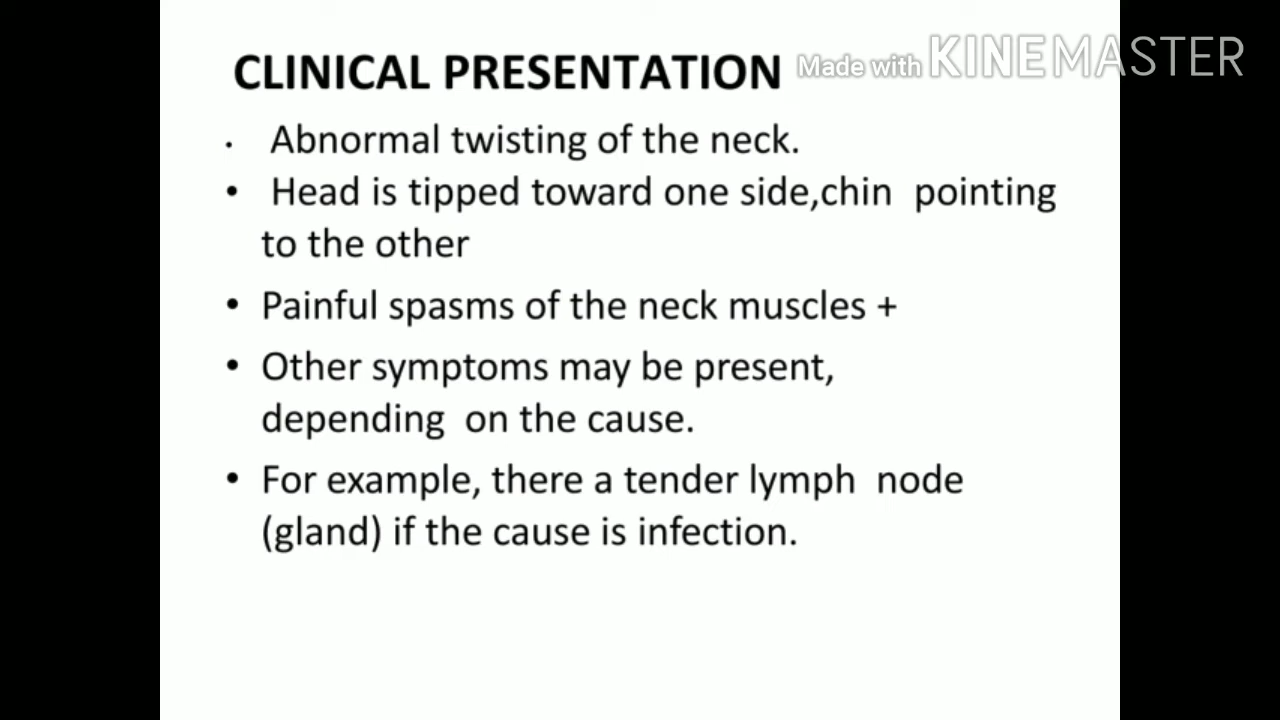 CLINICAL PRESENTATION
Made with KINEMASTER
• Abnormal twisting of the neck.
• Head is tipped toward one side,chin pointing
to the other
• Painful spasms of the neck muscles +
• Other symptoms may be present,
depending on the cause.
• For example, there a tender lymph node
(gland) if the cause is infection.